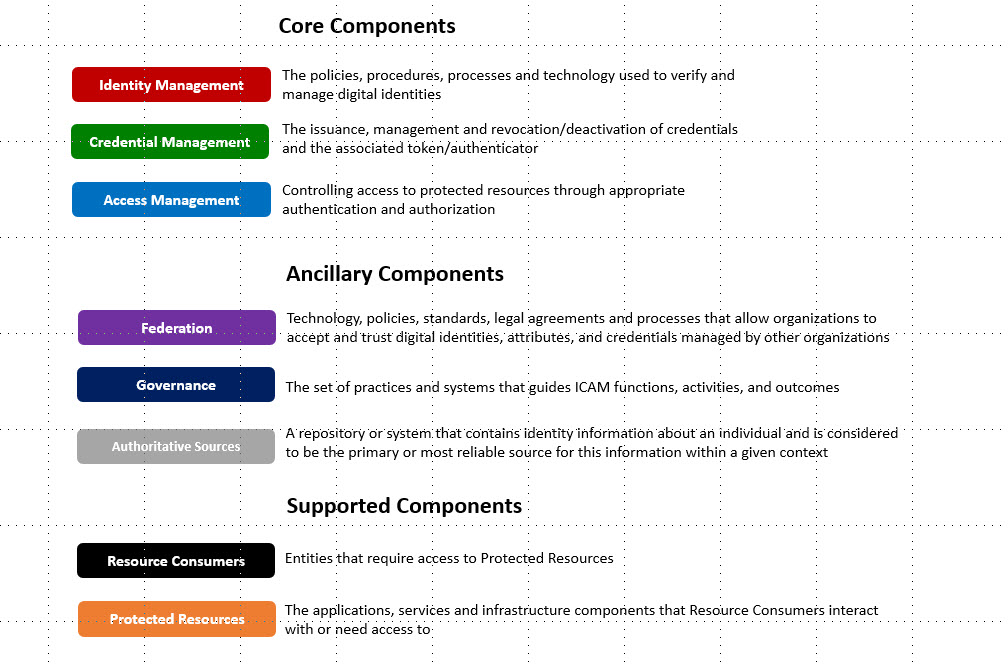 Core Components
Identity Management
The policies, procedures, processes and technology used to verify and
manage digital identities
Credential Management
The issuance, management and revocation/deactivation of credentials
and the associated token/authenticator
Access Management
Controlling access to protected resources through appropriate
authentication and authorization
Ancillary Components
Federation
Technology, policies, standards, legal agreements and processes that allow organizations to
accept and trust digital identities, attributes, and credentials managed by other organizations
Governance
The set of practices and systems that guides ICAM functions, activities, and outcomes
Authoritative Sources
A repository or system that contains identity information about an individual and is considered
to be the primary or most reliable source for this information within a given context
Supported Components
Resource Consumers
Entities that require access to Protected Resources
Protected Resources
The applications, services and infrastructure components that Resource Consumers interact
with or need access to